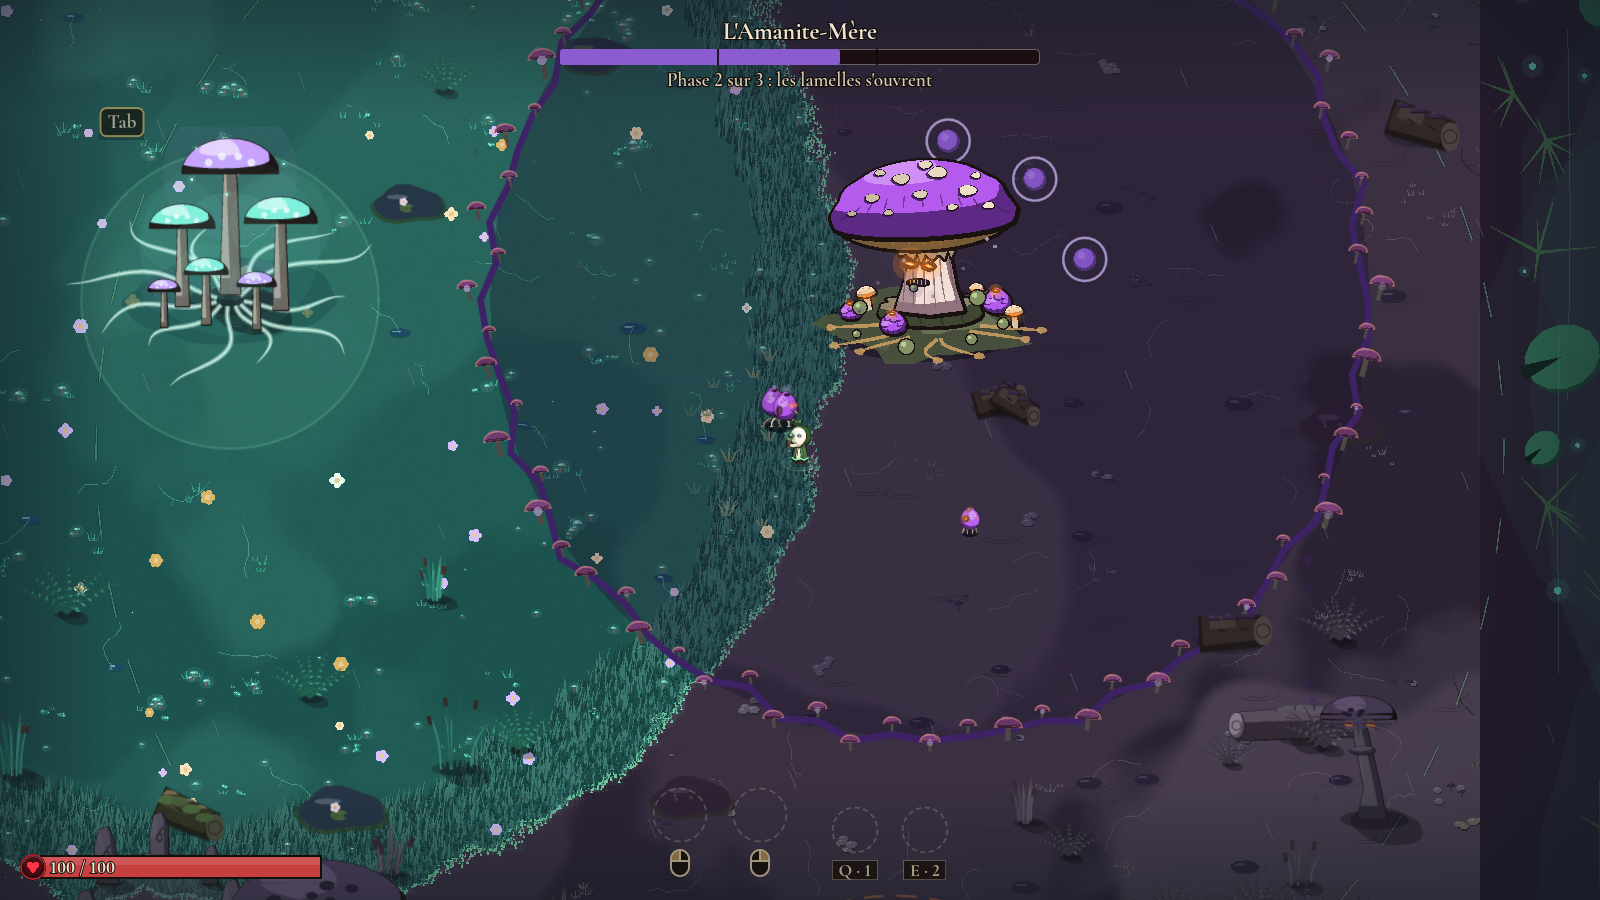 L'Amanite-Mère
Phase 2 sur 3 : les lamelles s'ouvrent
Tab
100 / 100
Q · 1
E · 2